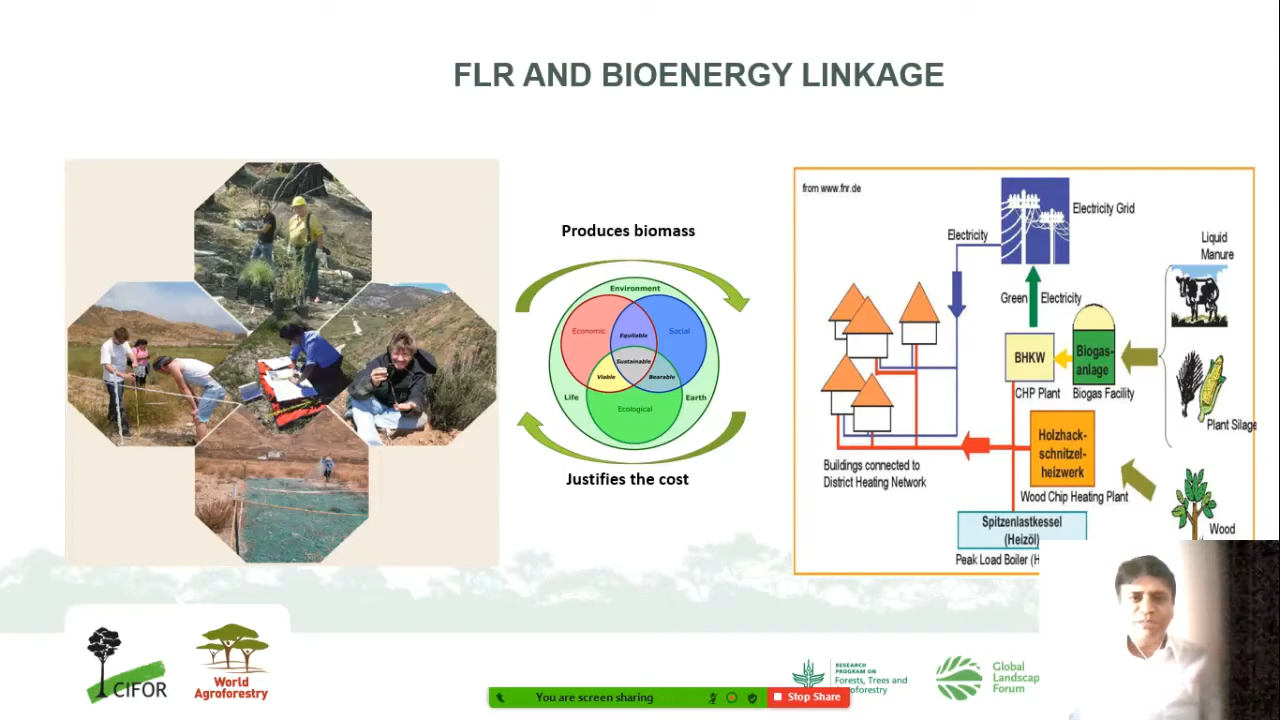 FLR AND BIOENERGY LINKAGE
Produces biomass
Environment
Economic
Social
Equitable
Sustainable
Viable
Bearable
Life
Earth
Ecological
Justifies the cost
from www.fnr.de
Electricity Grid
Electricity
Liquid
Manure
Green Electricity
BHKW
CHP Plant
Biogas-
anlage
Biogas Facility
Plant Silage
Holzhack-
schnitzel-
heizwerk
Wood Chip Heating Plant
Wood
Buildings connected to
District Heating Network
Spitzenlastkessel
(Heizöl)
Peak Load Boiler (H
CIFOR
World
Agroforestry
RESEARCH
PROGRAM ON
Forests, Trees and
oforestry
Global
Landscap
Forum
You are screen sharing
Stop Share